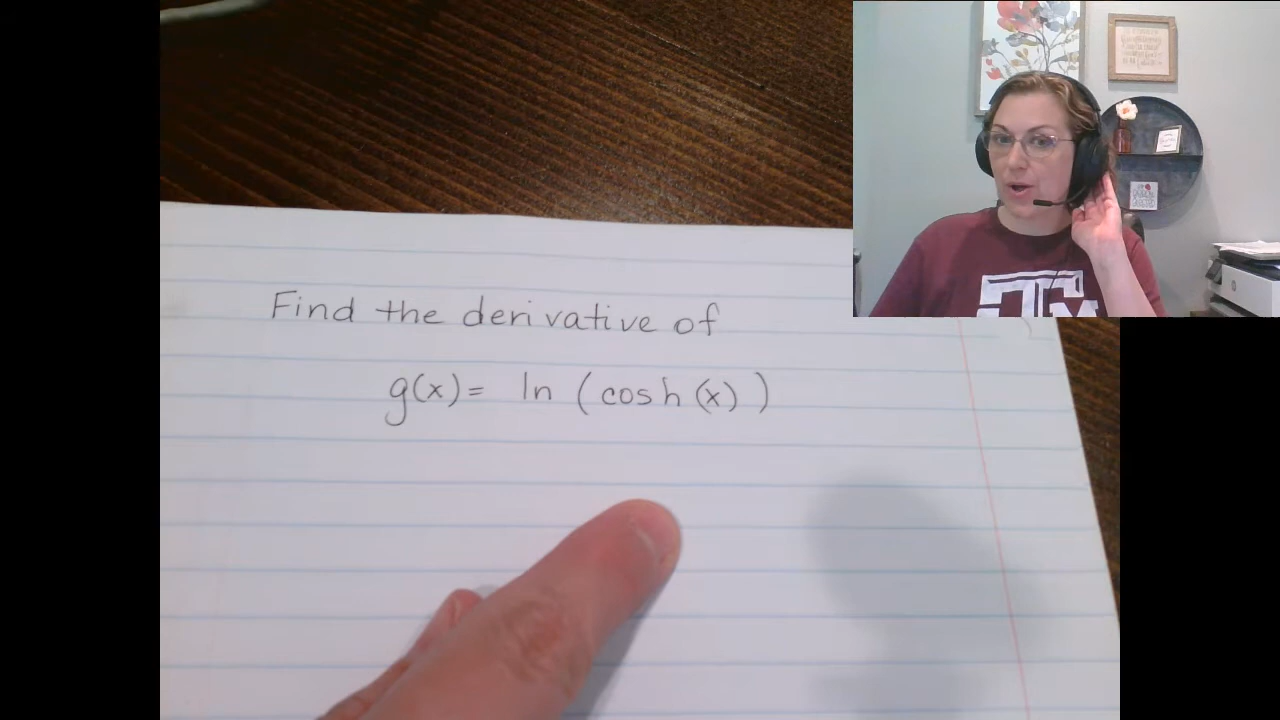 Find the derivative of
g(x) = ln (cosh (x))